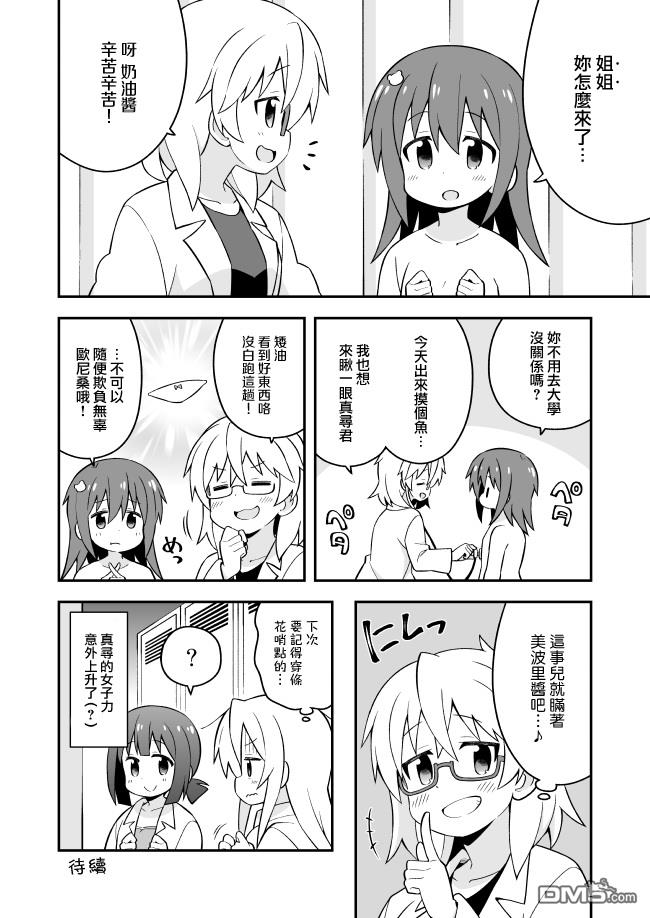 姐姐
妳怎麼來了…
呀 奶油醬
辛苦辛苦！
妳不用去大學
沒關係嗎？
今天出來摸個魚…
我也想
來瞅一眼真尋君
ペタ
ペタ
矮油
看到好東西咯
沒白跑這趟！
…不可以
隨便欺負無辜
歐尼桑哦！
めっ
這事兒就瞞著
美波里醬吧…♪
にしっ
下次
要記得穿條
花哨點的…
？
真尋的女子力
意外上升了(？)
待續
DM5.com